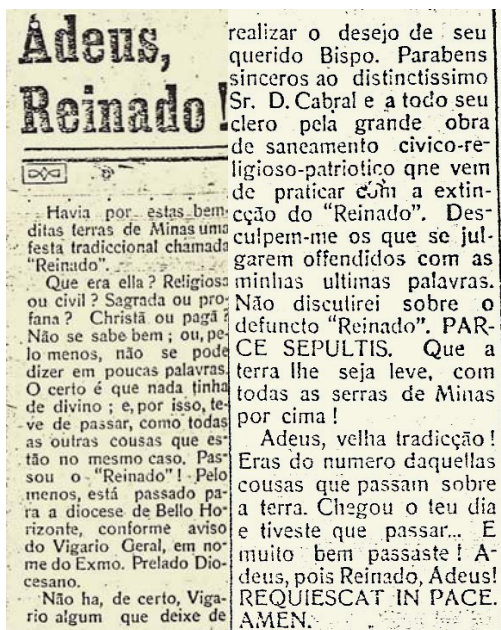 Adeus,
Reinado!
Havia por estas bem-
ditas terras de Minas uma
festa tradiccional chamada
"Reinado".
Que era ella? Religiosa
ou civil? Sagrada ou pro-
fana? Christã ou pagã?
Não se sabe bem; ou, pe-
lo menos, não se pode
dizer em poucas palavras.
O certo é que nada tinha
de divino; e, por isso, te-
ve de passar, como todas
as outras cousas que es-
tão no mesmo caso. Pas-
sou o "Reinado"! Pelo
menos, está passado pa-
ra a diocese de Bello Ho-
rizonte, conforme aviso
do Vigario Geral, em no-
me do Exmo. Prelado Dio-
cesano.
Não ha, de certo, Viga-
rio algum que deixe de
realizar o desejo de seu
querido Bispo. Parabens
sinceros ao distinctissimo
Sr. D. Cabral e a todo seu
clero pela grande obra
de saneamento civico-re-
ligioso-patriotico qne vem
de praticar com a extin-
cção do "Reinado". Des-
culpem-me os que se jul-
garem offendidos com as
minhas ultimas palavras.
Não discutirei sobre o
defuncto "Reinado". PAR-
CE SEPULTIS. Que a
terra lhe seja leve, com
todas as serras de Minas
por cima!
Adeus, velha tradicção!
Eras do numero daquellas
cousas que passam sobre
a terra. Chegou o teu dia
e tiveste que passar... E
muito bem passaste! A-
deus, pois Reinado, Adeus!
REQUIESCAT IN PACE.
AMEN.